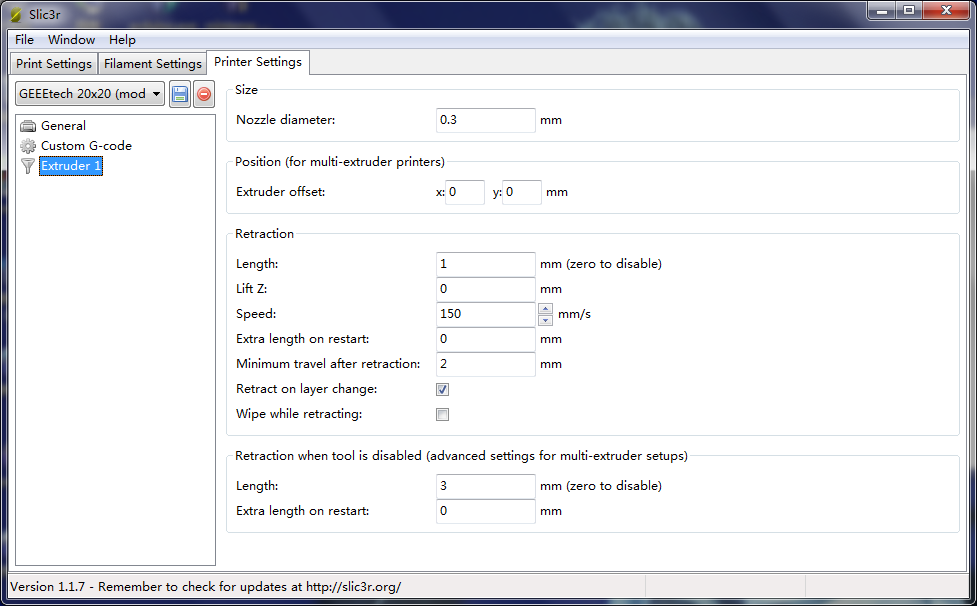 Slic3r
File Window Help
Print Settings Filament Settings Printer Settings
GEEEtech 20x20 (mod
General
Custom G-code
Extruder 1
Size
Nozzle diameter: 0.3 mm
Position (for multi-extruder printers)
Extruder offset: x: 0 y: 0 mm
Retraction
Length: 1 mm (zero to disable)
Lift Z: 0 mm
Speed: 150 mm/s
Extra length on restart: 0 mm
Minimum travel after retraction: 2 mm
Retract on layer change:
Wipe while retracting:
Retraction when tool is disabled (advanced settings for multi-extruder setups)
Length: 3 mm (zero to disable)
Extra length on restart: 0 mm
Version 1.1.7 - Remember to check for updates at http://slic3r.org/